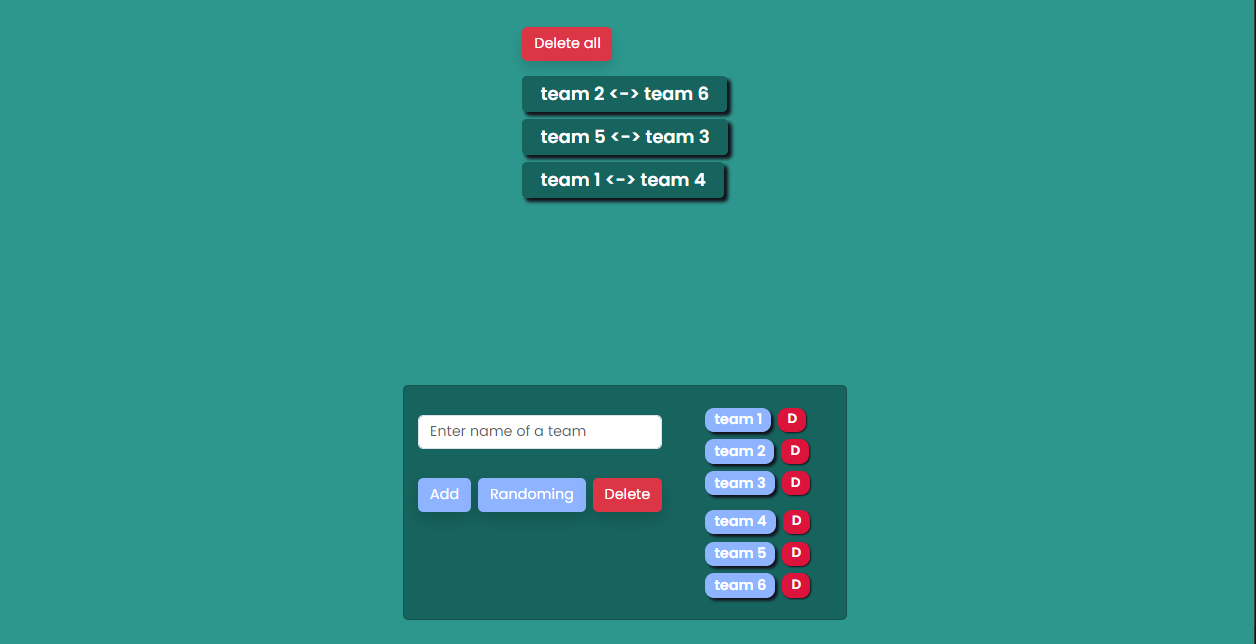 Delete all
team 2 <-> team 6
team 5 <-> team 3
team 1 <-> team 4
Enter name of a team
Add Randoming Delete
team 1 D
team 2 D
team 3 D
team 4 D
team 5 D
team 6 D